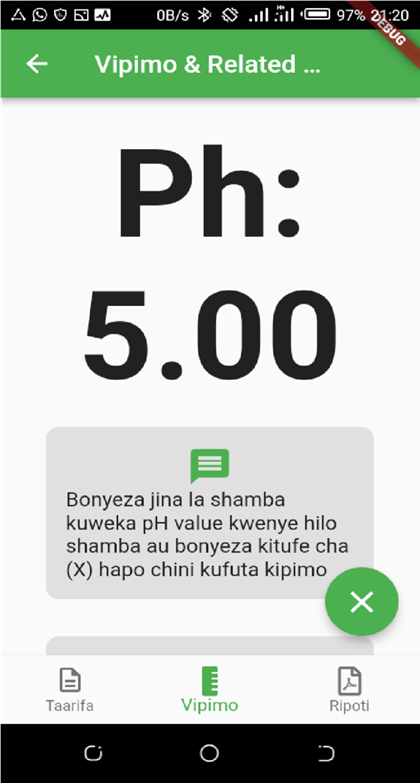 0B/s 97% 21:20
DEBUG
Vipimo & Related ...
Ph:
5.00
Bonyeza jina la shamba
kuweka pH value kwenye hilo
shamba au bonyeza kitufe cha
(X) hapo chini kufuta kipimo
Taarifa Vipimo Ripoti